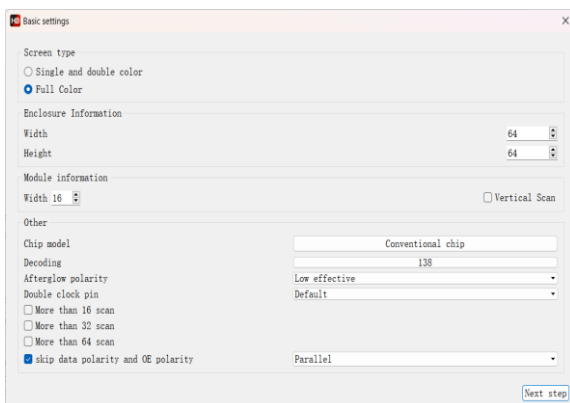 HD Basic settings
Screen type
Single and double color
Full Color
Enclosure Information
Width 64
Height 64
Module information
Width 16 Vertical Scan
Other
Chip model Conventional chip
Decoding 138
Afterglow polarity Low effective
Double clock pin Default
More than 16 scan
More than 32 scan
More than 64 scan
skip data polarity and OE polarity Parallel
Next step